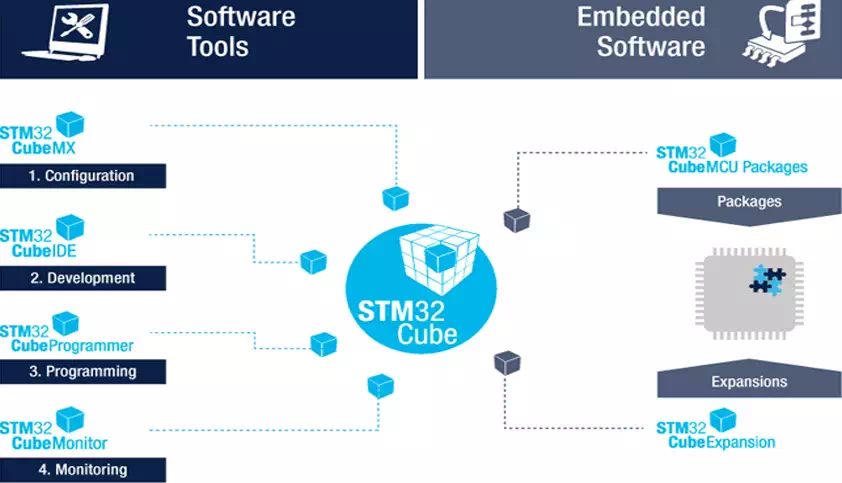 Software
Tools
Embedded
Software
STM32
CubeMX
1. Configuration
STM32
CubeIDE
2. Development
STM32
CubeProgrammer
3. Programming
STM32
CubeMonitor
4. Monitoring
STM32
Cube
STM32
CubeMCU Packages
Packages
Expansions
STM32
CubeExpansion